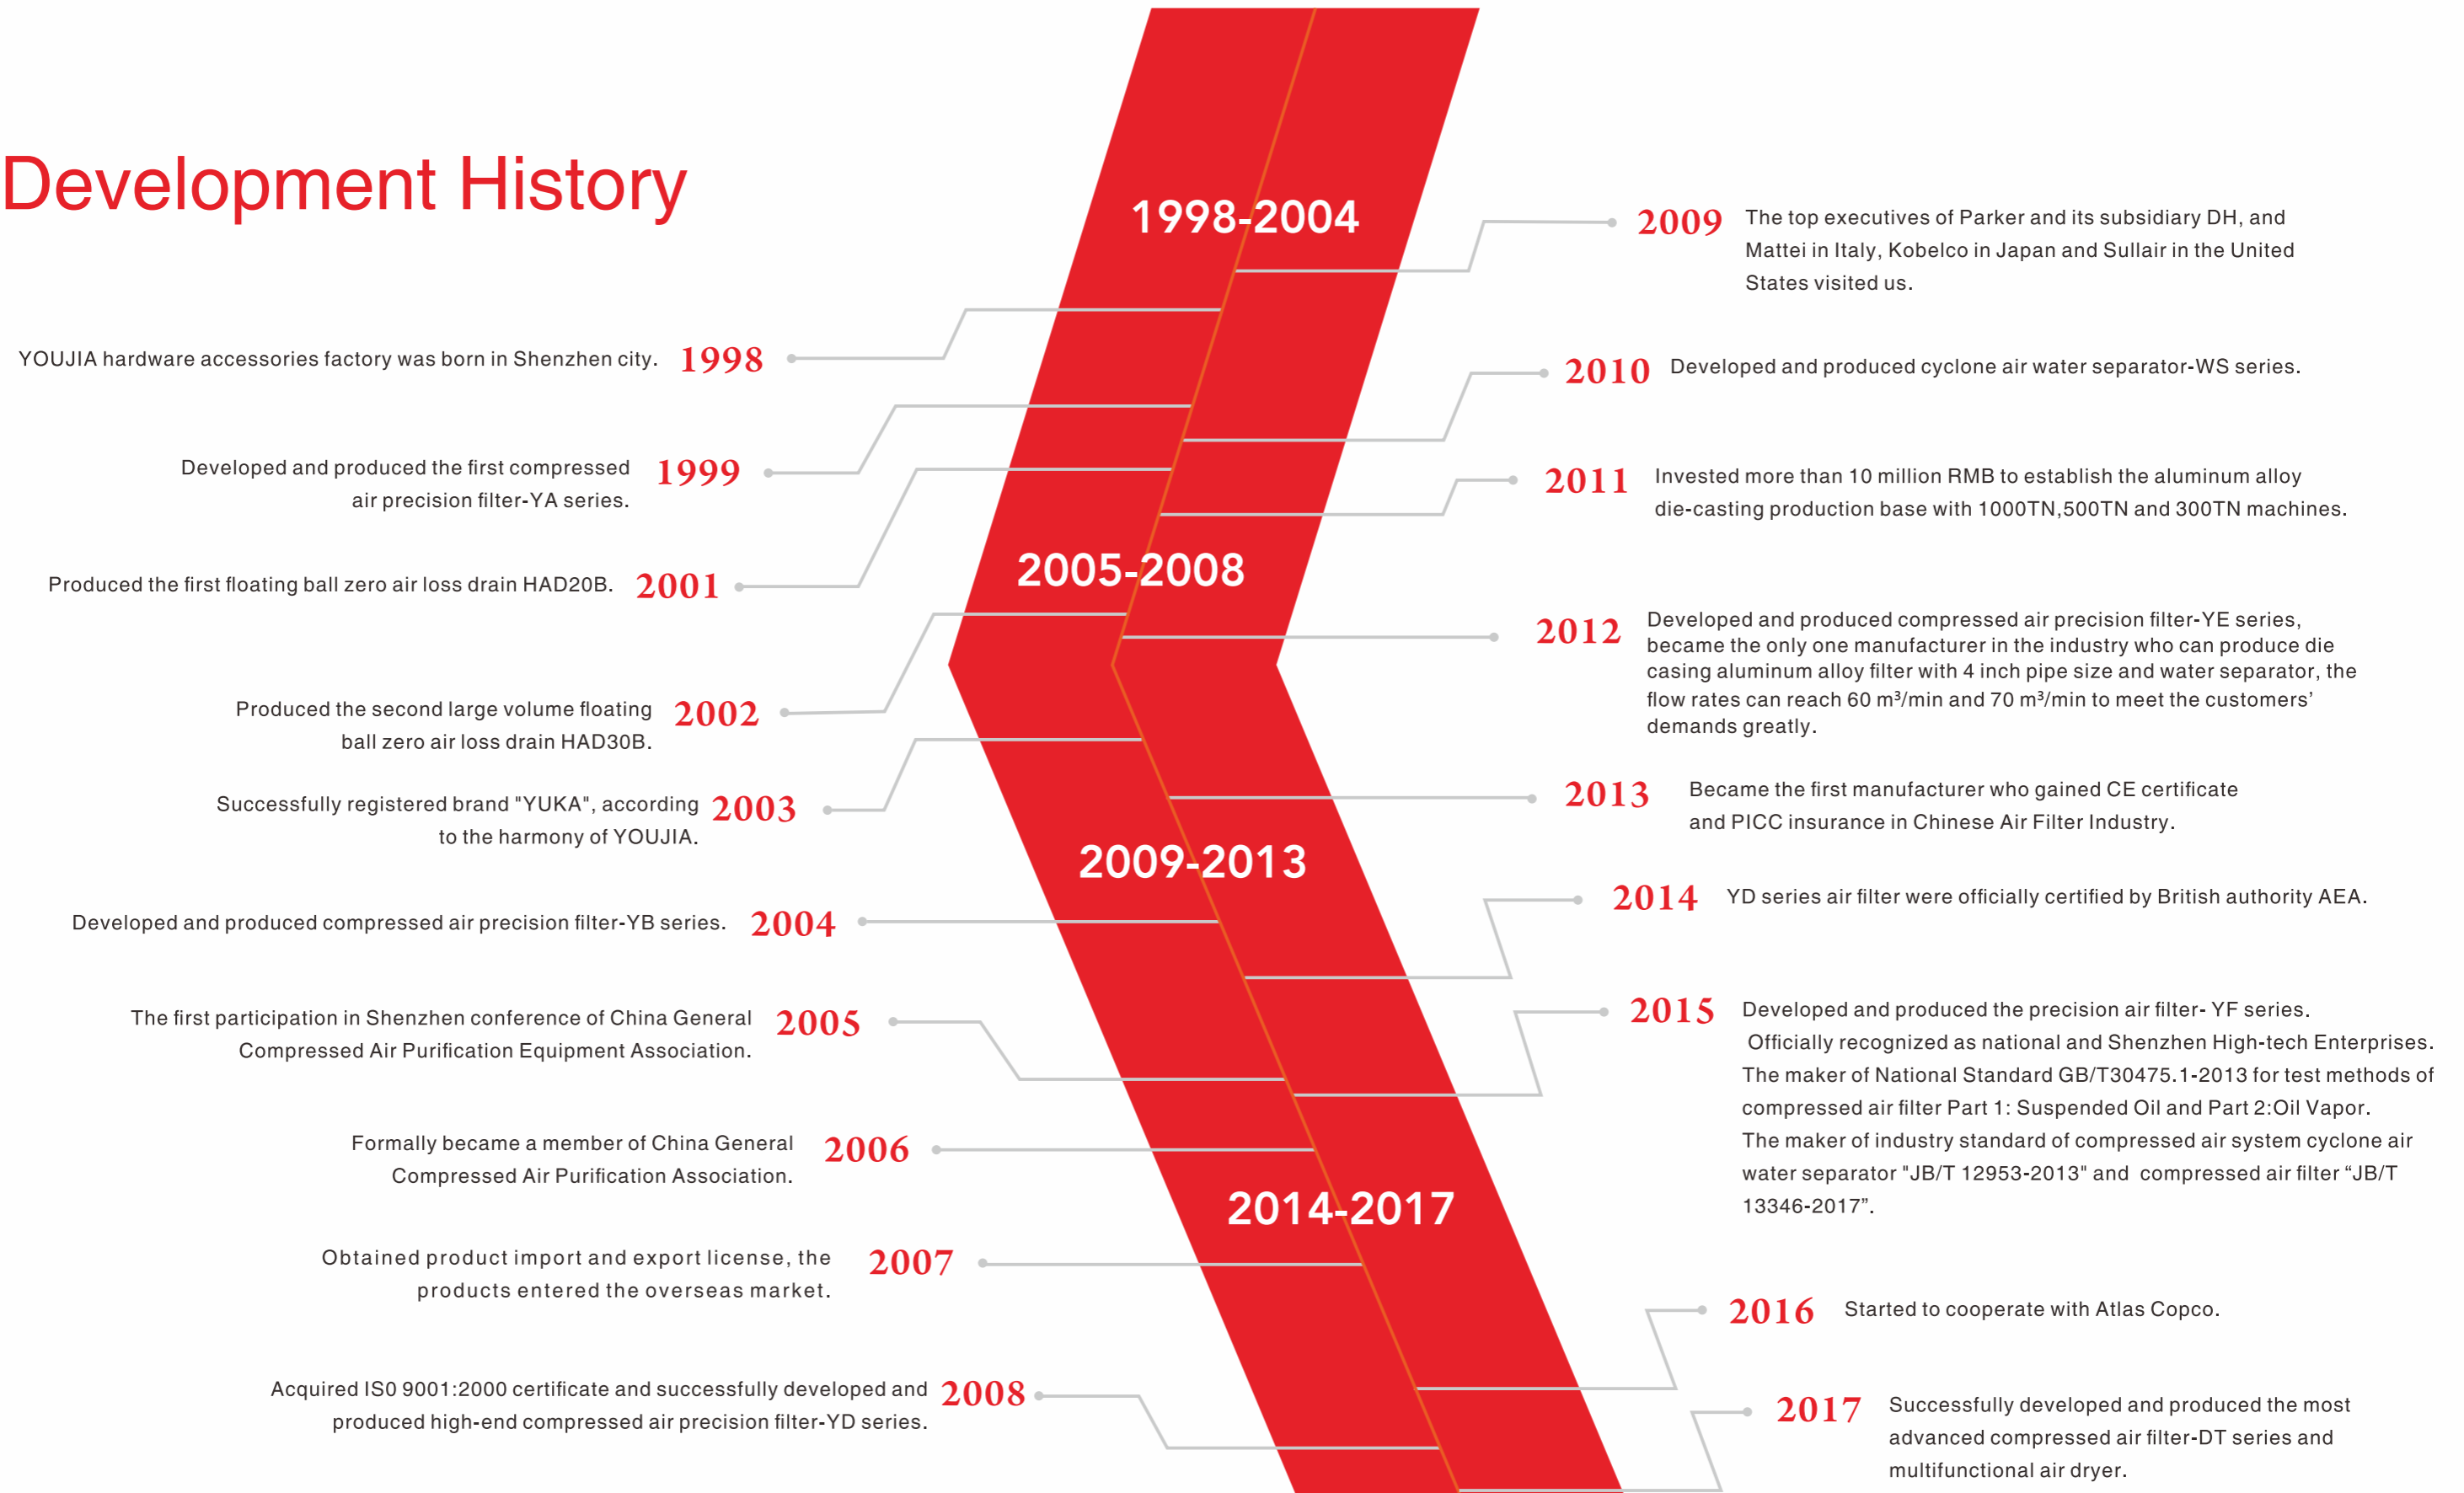 Development History
1998-2004
2005-2008
2009-2013
2014-2017
YOUJIA hardware accessories factory was born in Shenzhen city.
1998
Developed and produced the first compressed
air precision filter-YA series.
1999
Produced the first floating ball zero air loss drain HAD20B.
2001
Produced the second large volume floating
ball zero air loss drain HAD30B.
2002
Successfully registered brand "YUKA", according
to the harmony of YOUJIA.
2003
Developed and produced compressed air precision filter-YB series.
2004
The first participation in Shenzhen conference of China General
Compressed Air Purification Equipment Association.
2005
Formally became a member of China General
Compressed Air Purification Association.
2006
Obtained product import and export license, the
products entered the overseas market.
2007
Acquired IS0 9001:2000 certificate and successfully developed and
produced high-end compressed air precision filter-YD series.
2008
2009
The top executives of Parker and its subsidiary DH, and
Mattei in Italy, Kobelco in Japan and Sullair in the United
States visited us.
2010
Developed and produced cyclone air water separator-WS series.
2011
Invested more than 10 million RMB to establish the aluminum alloy
die-casting production base with 1000TN,500TN and 300TN machines.
2012
Developed and produced compressed air precision filter-YE series,
became the only one manufacturer in the industry who can produce die
casing aluminum alloy filter with 4 inch pipe size and water separator, the
flow rates can reach 60 m³/min and 70 m³/min to meet the customers’
demands greatly.
2013
Became the first manufacturer who gained CE certificate
and PICC insurance in Chinese Air Filter Industry.
2014
YD series air filter were officially certified by British authority AEA.
2015
Developed and produced the precision air filter- YF series.
Officially recognized as national and Shenzhen High-tech Enterprises.
The maker of National Standard GB/T30475.1-2013 for test methods of
compressed air filter Part 1: Suspended Oil and Part 2:Oil Vapor.
The maker of industry standard of compressed air system cyclone air
water separator "JB/T 12953-2013" and compressed air filter “JB/T
13346-2017”.
2016
Started to cooperate with Atlas Copco.
2017
Successfully developed and produced the most
advanced compressed air filter-DT series and
multifunctional air dryer.